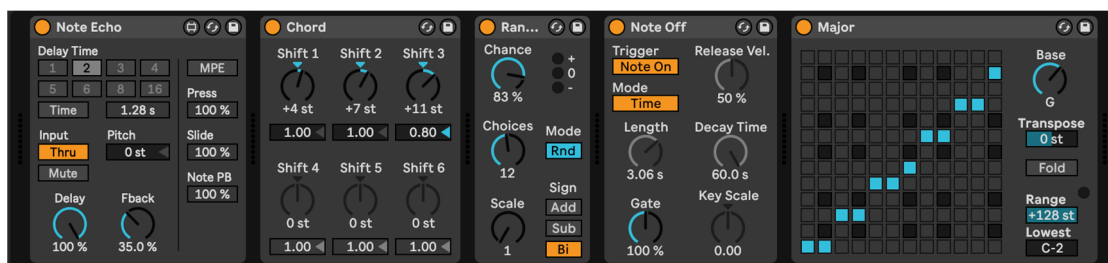 Note Echo
Delay Time
1 2 3 4
5 6 8 16
Time 1.28 s
Input Pitch
Thru 0 st
Mute
Delay Fback
100 % 35.0 %
MPE
Press
100 %
Slide
100 %
Note PB
100 %
Chord
Shift 1 Shift 2 Shift 3
+4 st +7 st +11 st
1.00 1.00 0.80
Shift 4 Shift 5 Shift 6
0 st 0 st 0 st
1.00 1.00 1.00
Ran...
Chance
83 %
+
0
-
Choices
12
Mode
Rnd
Scale
1
Sign
Add
Sub
Bi
Note Off
Trigger Release Vel.
Note On
Mode
Time 50 %
Length Decay Time
3.06 s 60.0 s
Gate Key Scale
100 % 0.00
Major
Base
G
Transpose
0 st
Fold
Range
+128 st
Lowest
C-2